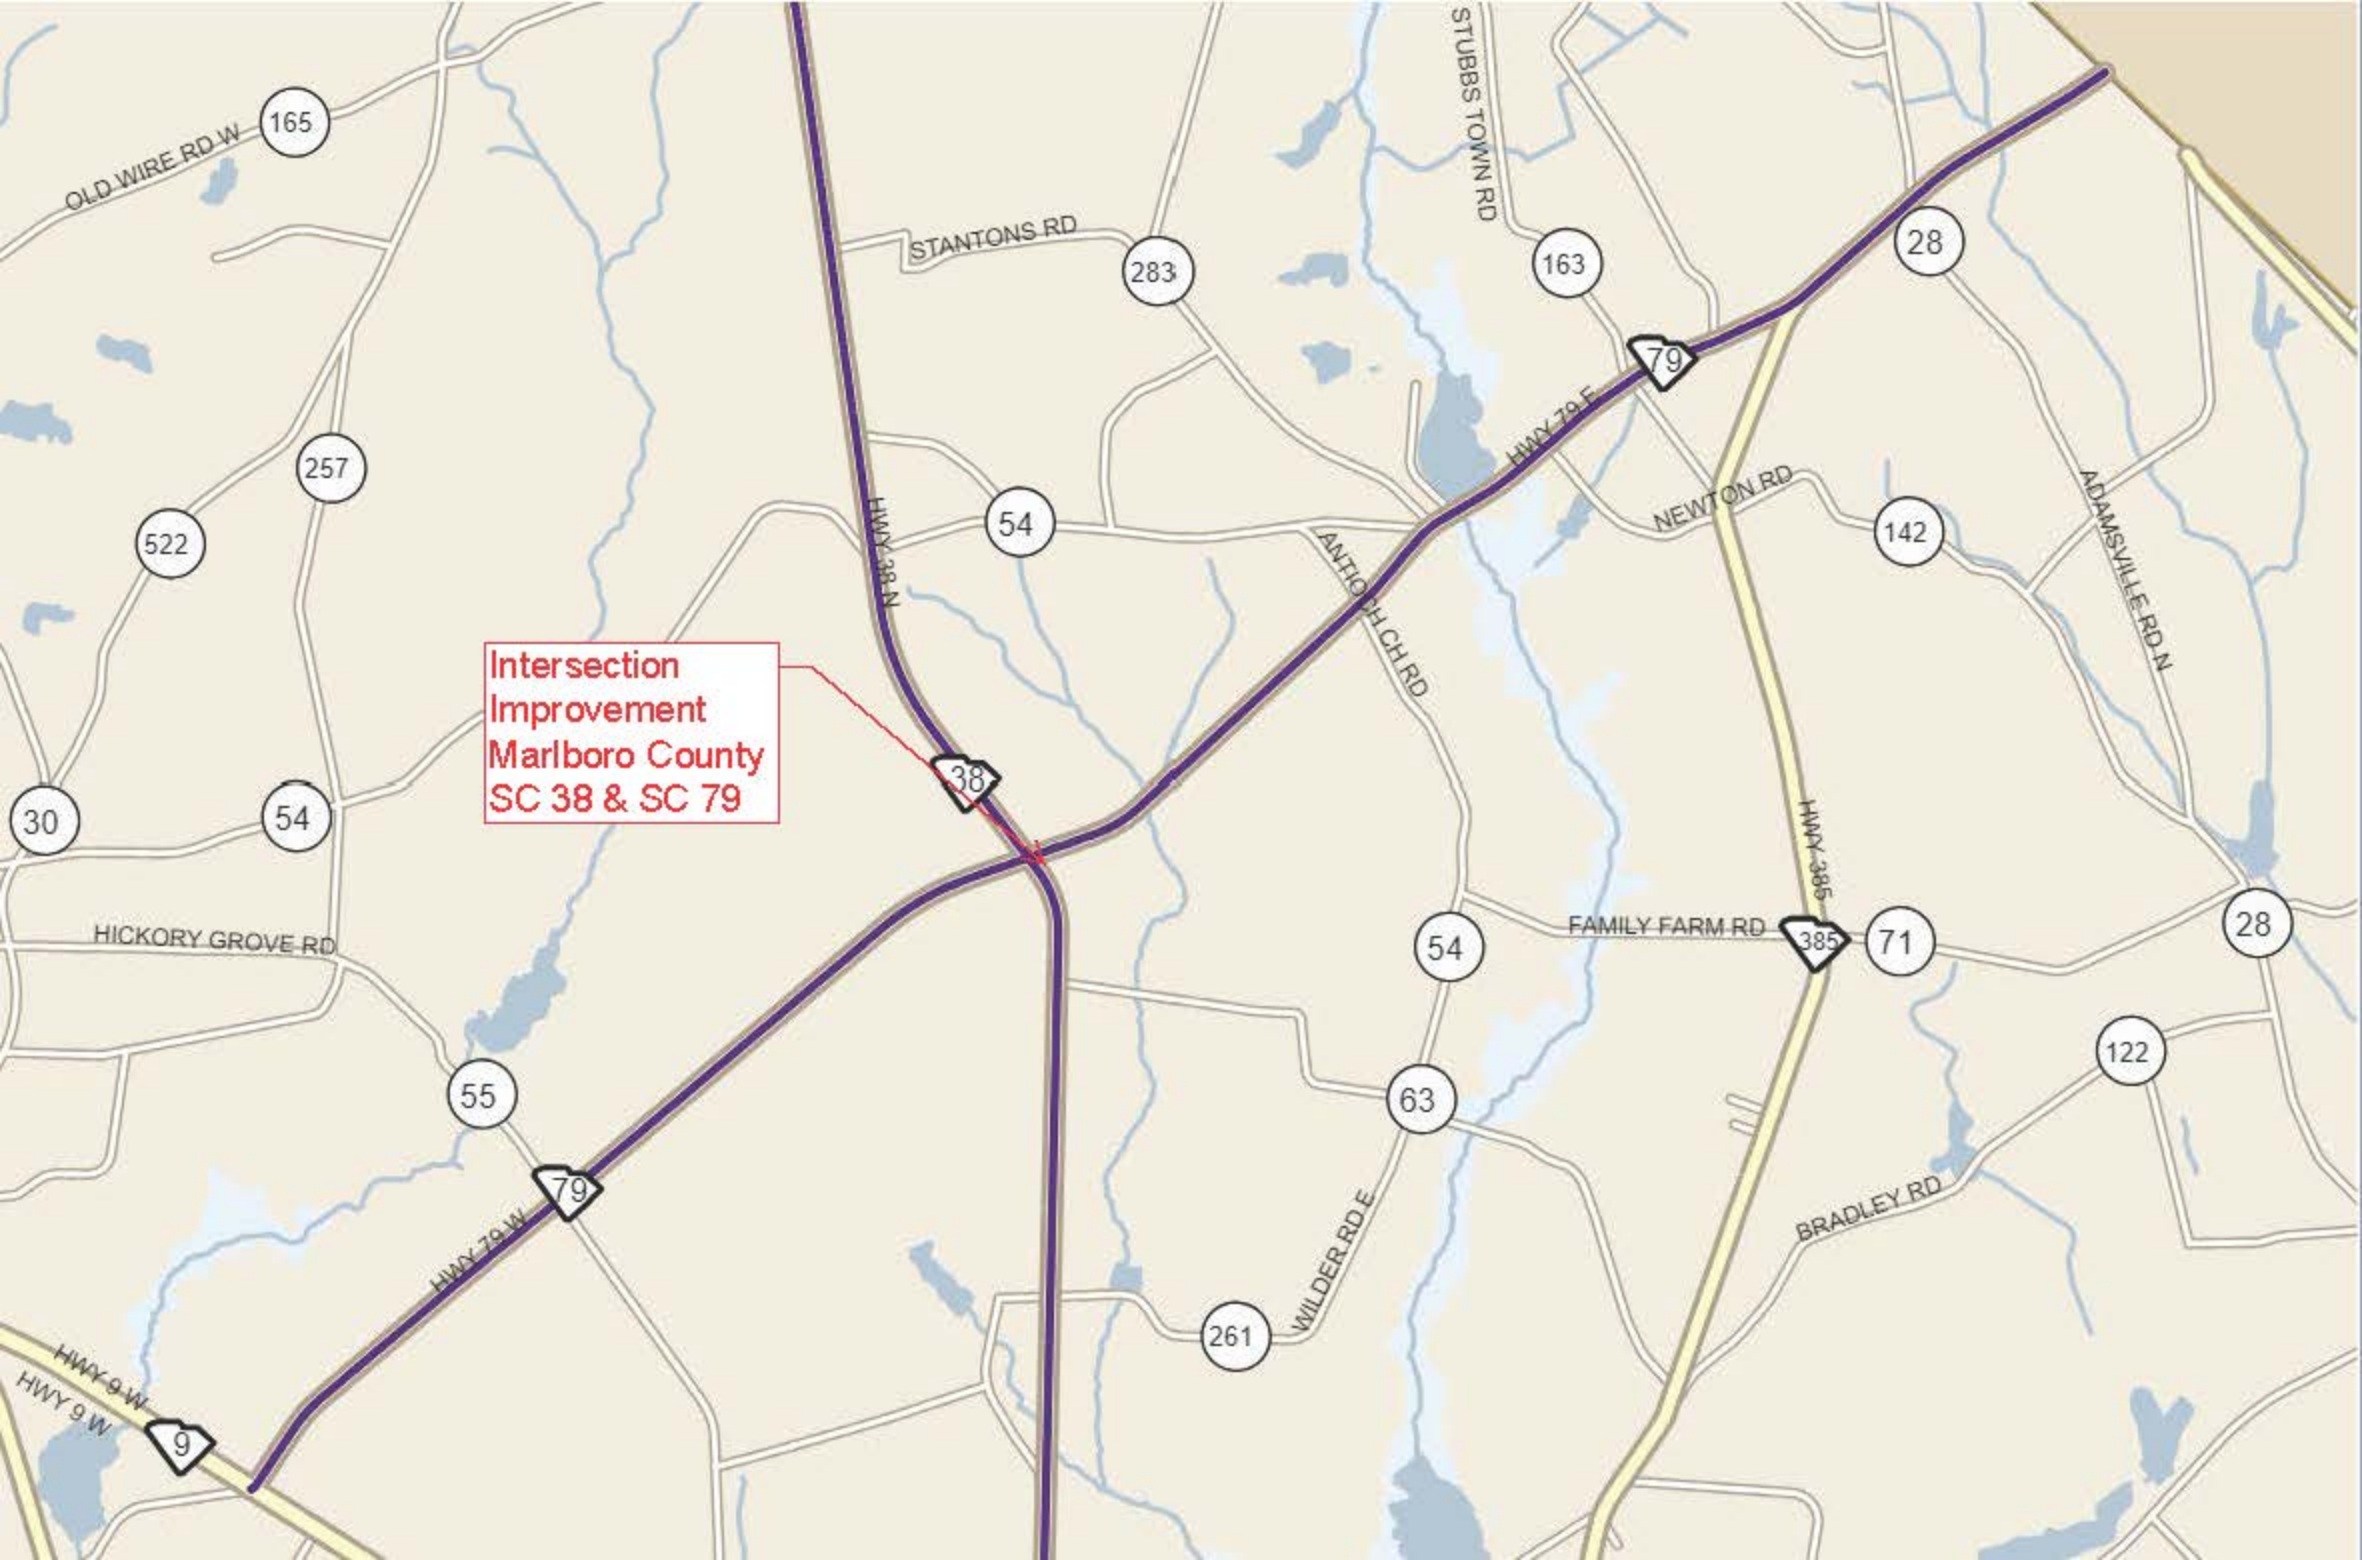 STUBBS TOWN RD
165
OLD WIRE RD W
STANTONS RD
283
163
28
79
HWY 79 E
257
522
54
HWY 38 N
NEWTON RD
142
ADAMSVILLE RD N
ANTIOCH CH RD
Intersection
Improvement
Marlboro County
SC 38 & SC 79
38
30
54
HWY 385
HICKORY GROVE RD
54
FAMILY FARM RD
385
71
28
122
55
63
79
HWY 79 W
BRADLEY RD
WILDER RD E
261
HWY 9 W
HWY 9 W
9